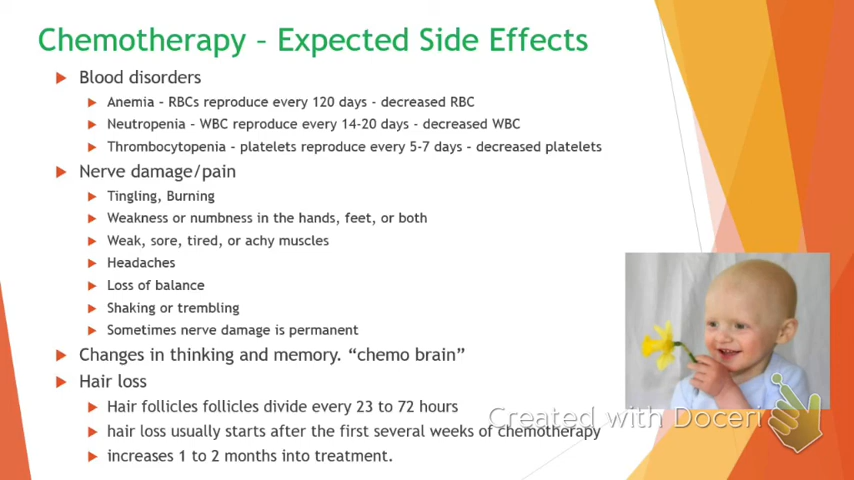 Chemotherapy – Expected Side Effects
Blood disorders
Anemia – RBCs reproduce every 120 days - decreased RBC
Neutropenia – WBC reproduce every 14-20 days - decreased WBC
Thrombocytopenia – platelets reproduce every 5-7 days - decreased platelets
Nerve damage/pain
Tingling, Burning
Weakness or numbness in the hands, feet, or both
Weak, sore, tired, or achy muscles
Headaches
Loss of balance
Shaking or trembling
Sometimes nerve damage is permanent
Changes in thinking and memory. “chemo brain”
Hair loss
Hair follicles follicles divide every 23 to 72 hours
hair loss usually starts after the first several weeks of chemotherapy
increases 1 to 2 months into treatment.
Created with Doceri